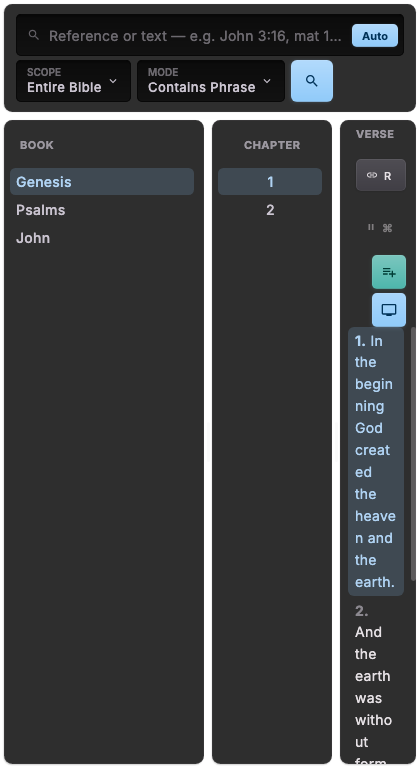 Reference or text — e.g. John 3:16, mat 1...
Auto
SCOPE
Entire Bible
MODE
Contains Phrase
BOOK
Genesis
Psalms
John
CHAPTER
1
2
VERSE
R
⌘
1. In
the
begin
ning
God
creat
ed
the
heave
n and
the
earth.
2.
And
the
earth
was
witho
ut
form